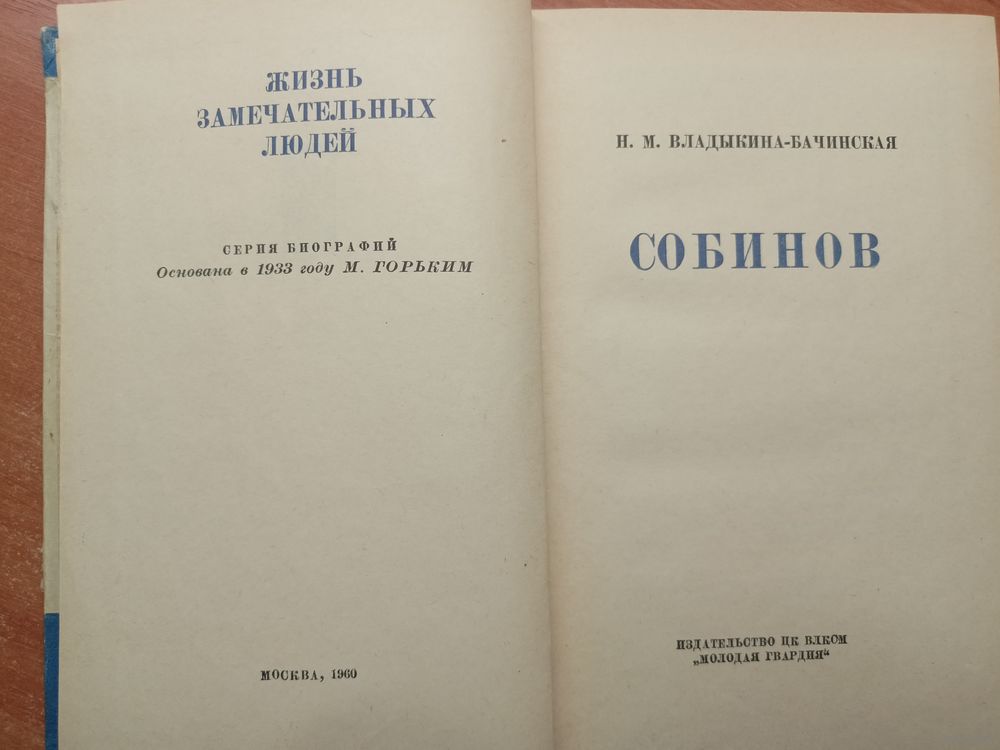 ЖИЗНЬ
ЗАМЕЧАТЕЛЬНЫХ
ЛЮДЕЙ
СЕРИЯ БИОГРАФИЙ
Основана в 1933 году М. ГОРЬКИМ
МОСКВА, 1960
Н. М. ВЛАДЫКИНА-БАЧИНСКАЯ
СОБИНОВ
ИЗДАТЕЛЬСТВО ЦК ВЛКСМ
„МОЛОДАЯ ГВАРДИЯ“